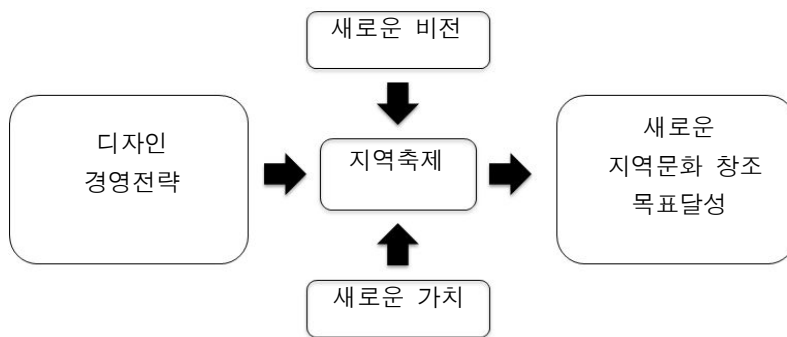 새로운 비전
디자인
경영전략
지역축제
새로운
지역문화 창조
목표달성
새로운 가치